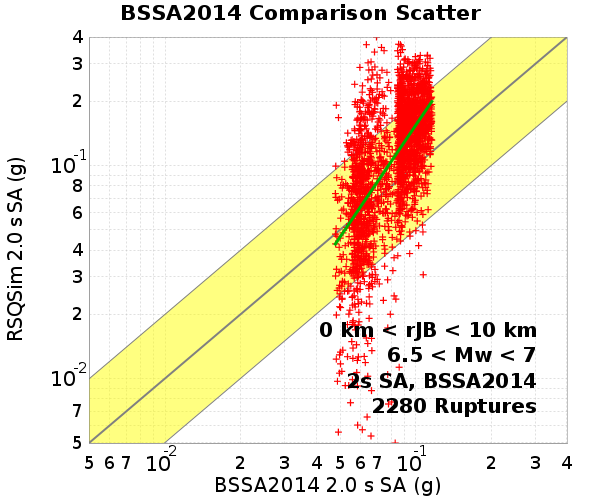 BSSA2014 Comparison Scatter
RSQSim 2.0 s SA (g)
4
3
2
10⁻¹
8
6
4
3
2
10⁻²
7
5
0 km < rJB < 10 km
6.5 < Mw < 7
2s SA, BSSA2014
2280 Ruptures
5 6 7 10⁻² 2 3 4 5 6 7 10⁻¹ 2 3 4
BSSA2014 2.0 s SA (g)